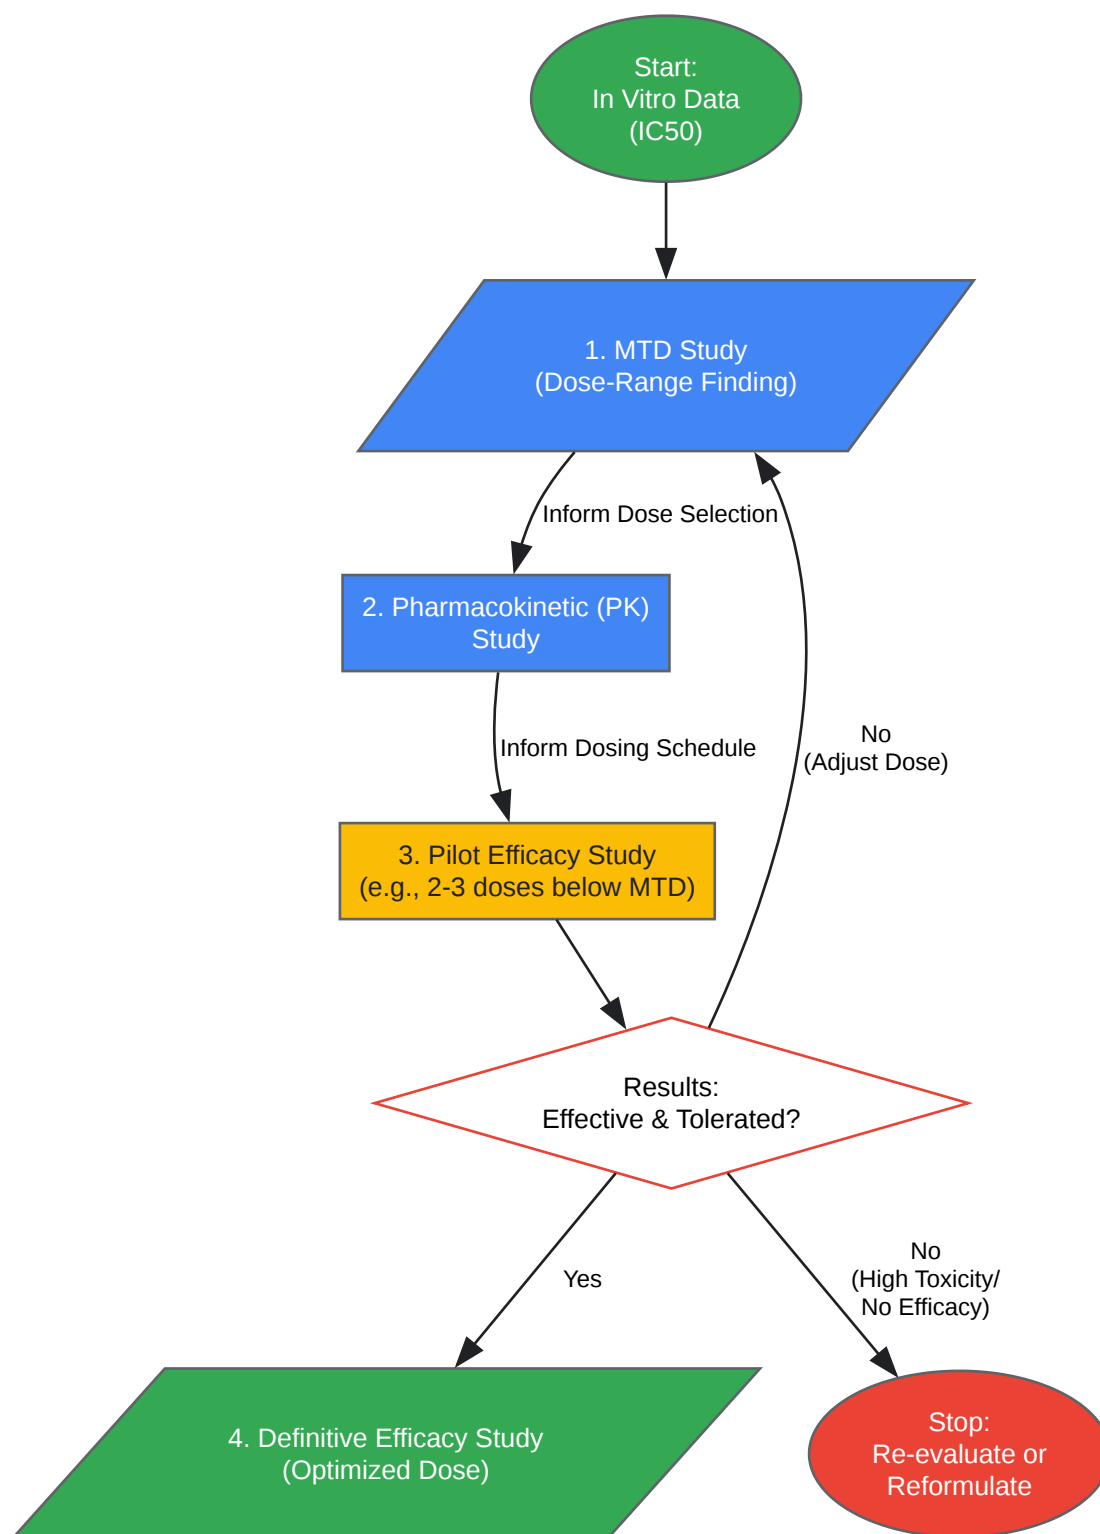 Start:
In Vitro Data
(IC50)
1. MTD Study
(Dose-Range Finding)
Inform Dose Selection
2. Pharmacokinetic (PK)
Study
No
(Adjust Dose)
Inform Dosing Schedule
3. Pilot Efficacy Study
(e.g., 2-3 doses below MTD)
Results:
Effective & Tolerated?
Yes
No
(High Toxicity/
No Efficacy)
4. Definitive Efficacy Study
(Optimized Dose)
Stop:
Re-evaluate or
Reformulate